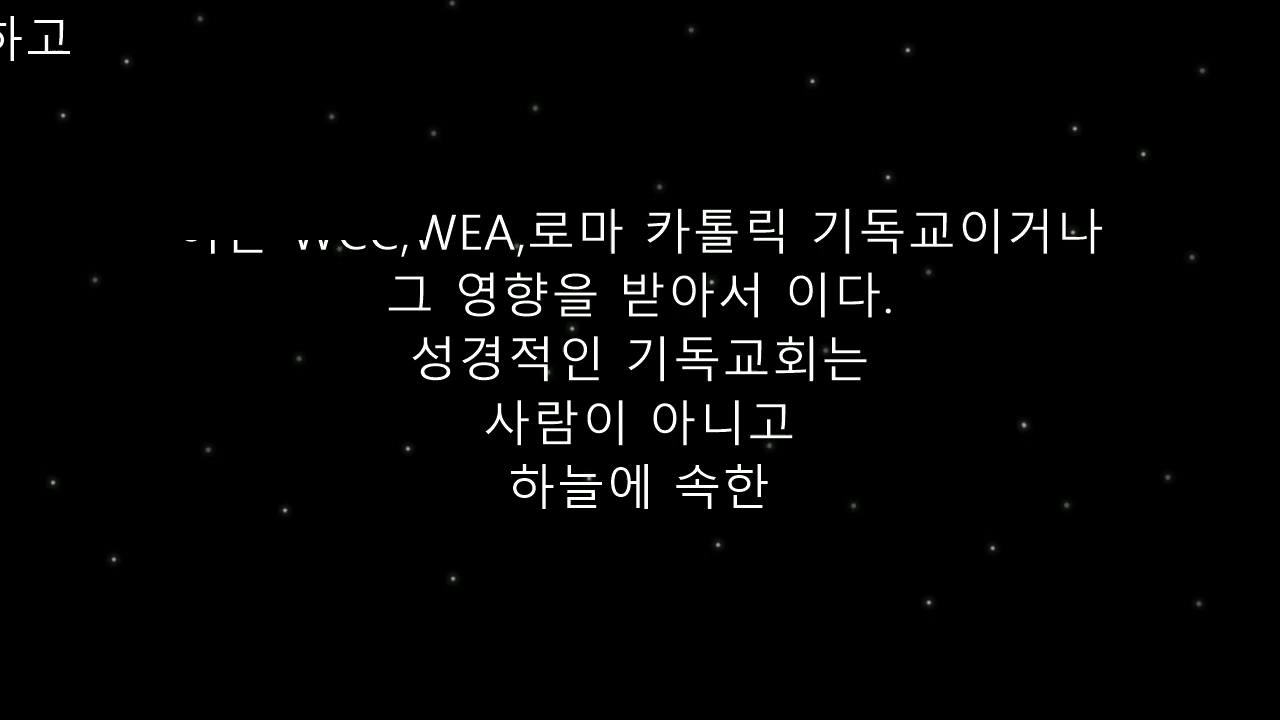 하고
WEA,로마 카톨릭 기독교이거나
그 영향을 받아서 이다.
성경적인 기독교회는
사람이 아니고
하늘에 속한